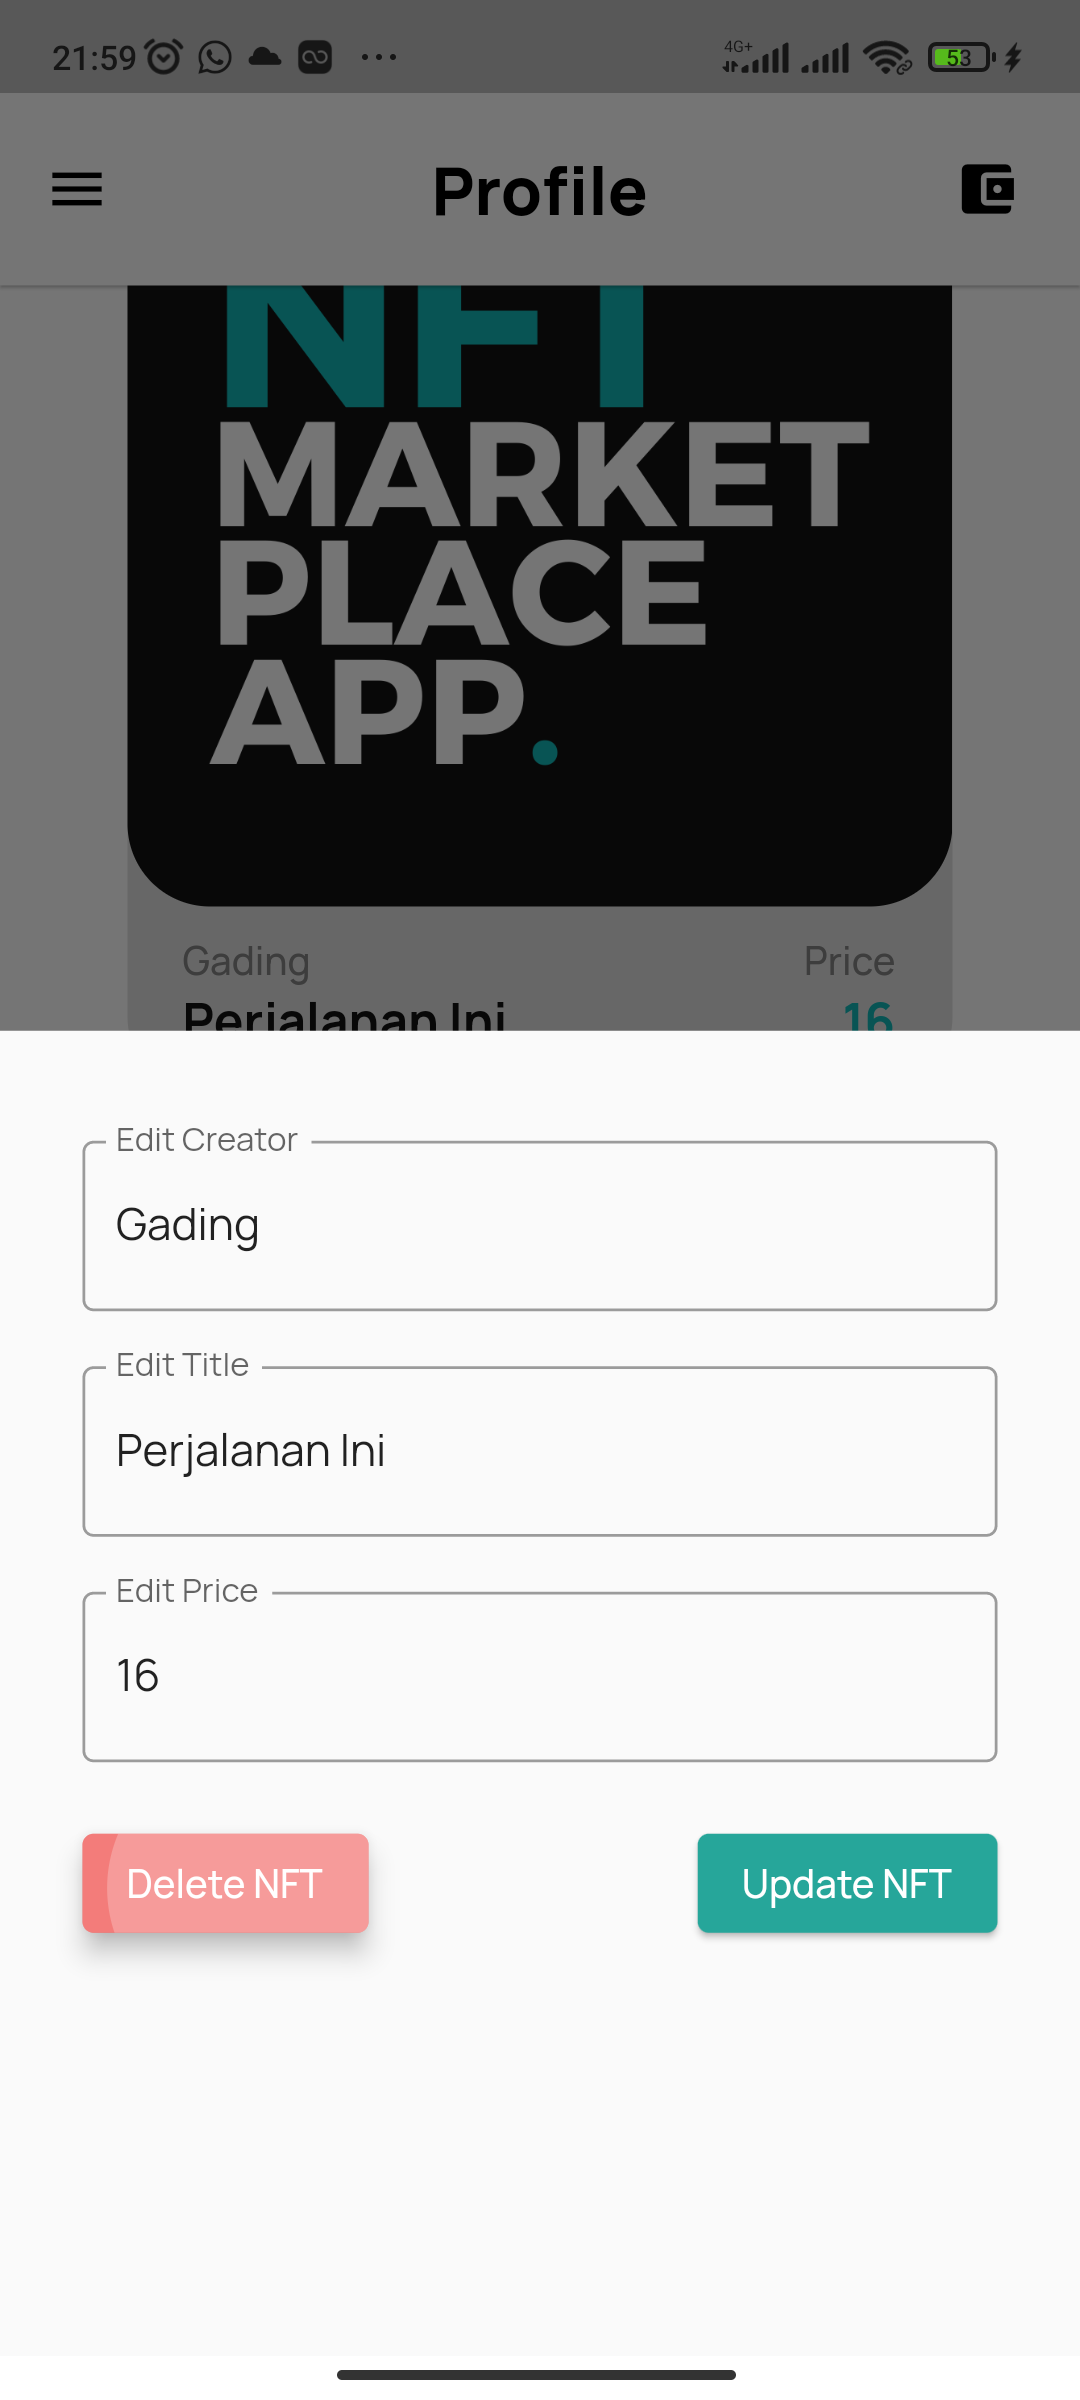 21:59
4G+
53
Profile
NFT
MARKET
PLACE
APP.
Gading
Price
Perjalanan Ini
16
Edit Creator
Gading
Edit Title
Perjalanan Ini
Edit Price
16
Delete NFT
Update NFT